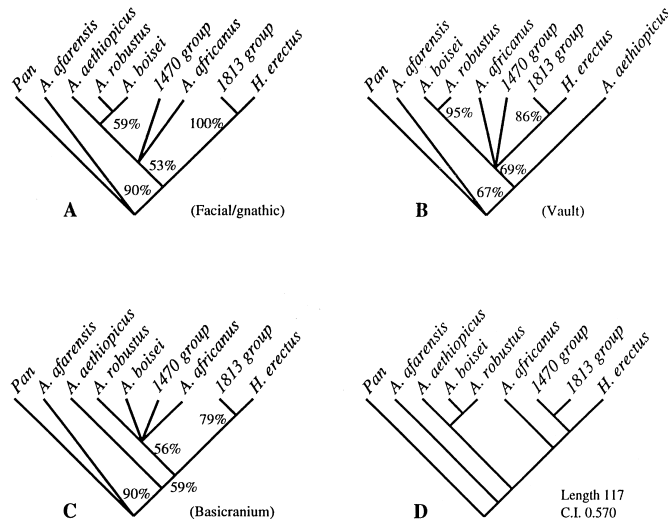 Pan
A. afarensis
A. aethiopicus
A. robustus
A. boisei
1470 group
A. africanus
1813 group
H. erectus
59%
100%
53%
90%
A
(Facial/gnathic)
Pan
A. afarensis
A. boisei
A. robustus
A. africanus
1470 group
1813 group
H. erectus
A. aethiopicus
95%
86%
69%
67%
B
(Vault)
Pan
A. afarensis
A. aethiopicus
A. robustus
A. boisei
1470 group
A. africanus
1813 group
H. erectus
79%
56%
59%
90%
C
(Basicranium)
Pan
A. afarensis
A. aethiopicus
A. boisei
A. robustus
A. africanus
1470 group
1813 group
H. erectus
D
Length 117
C.I. 0.570